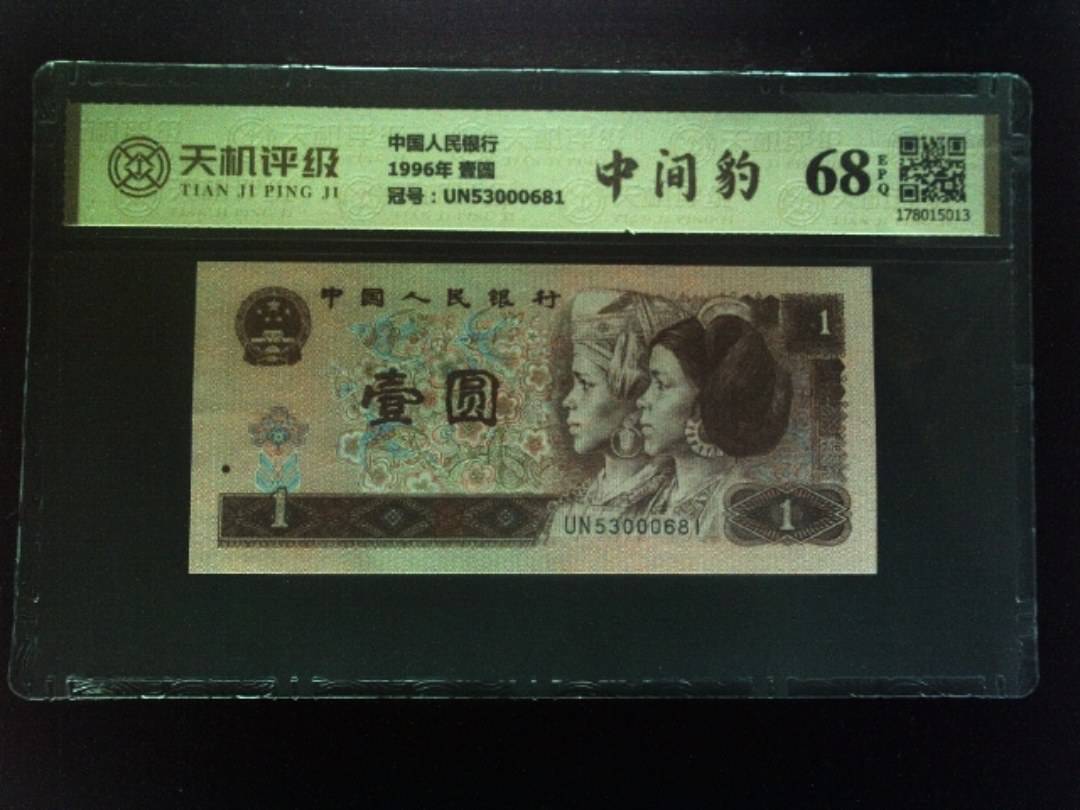 天机评级
TIAN JI PING JI
中国人民银行
1996年 壹圆
冠号：UN53000681
中间豹
68
EPQ
178015013
中国人民银行
壹圆
1
1
UN53000681
1